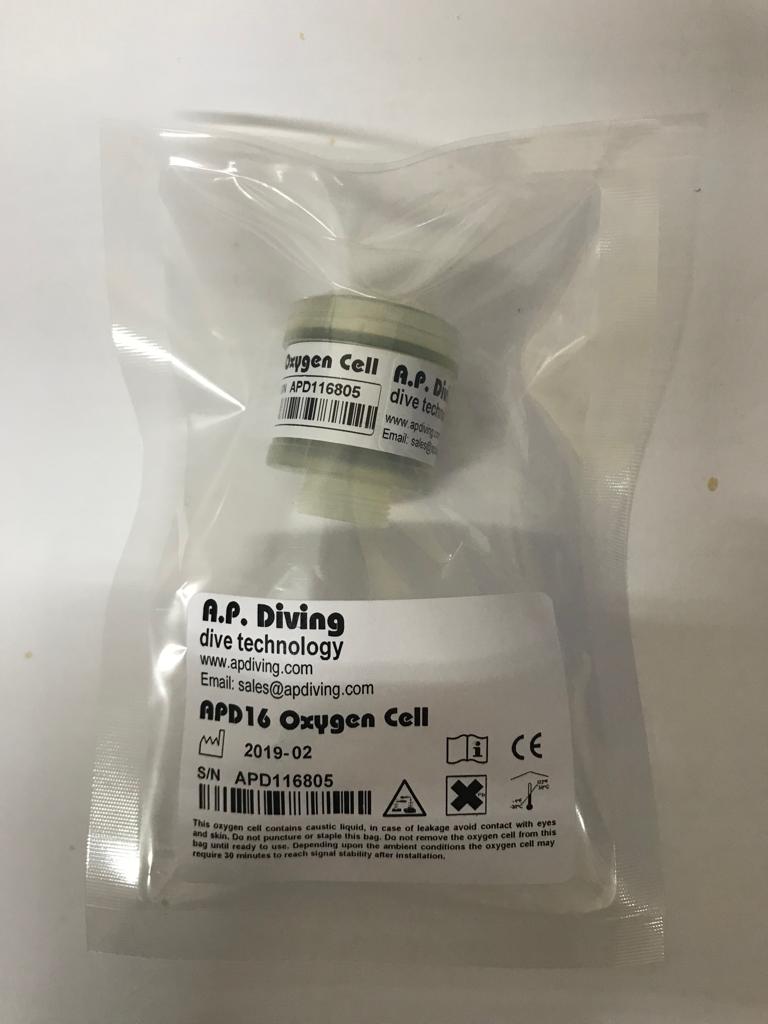 Oxygen Cell
APD116805
A.P.
dive
www.apdiving
Email:
A.P. Diving
dive technology
www.apdiving.com
Email: sales@apdiving.com
APD16 Oxygen Cell
2019-02
CE
S/N APD116805
This oxygen cell contains caustic liquid, in case of leakage avoid contact with eyes
and skin. Do not puncture or staple this bag. Do not remove the oxygen cell from this
bag until ready to use. Depending upon the ambient conditions the oxygen cell may
require 30 minutes to reach signal stability after installation.